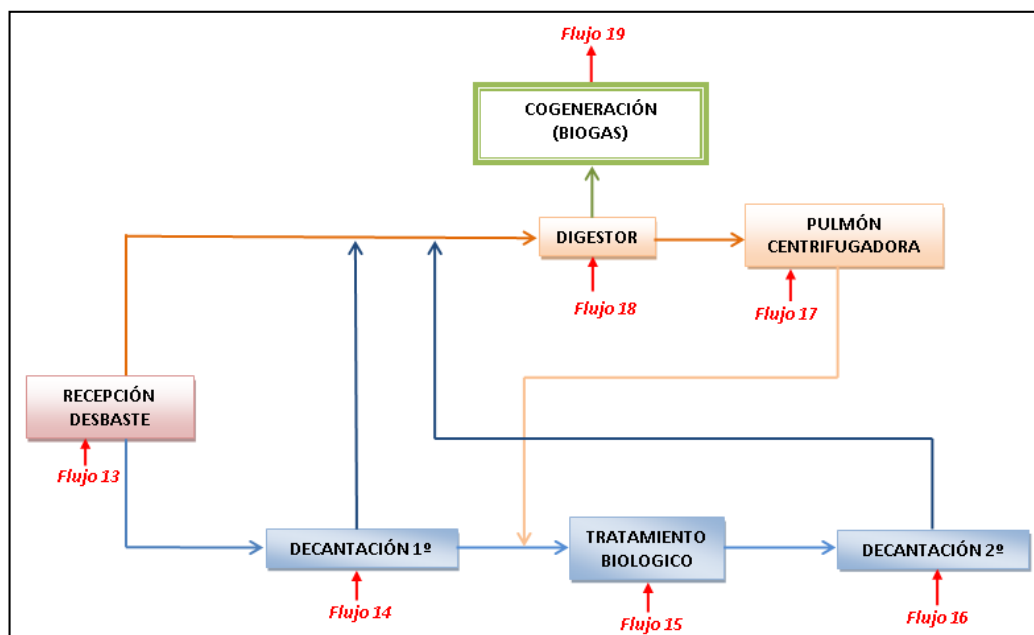 Flujo 19
COGENERACIÓN
(BIOGAS)
DIGESTOR
PULMÓN
CENTRIFUGADORA
Flujo 18
Flujo 17
RECEPCIÓN
DESBASTE
Flujo 13
DECANTACIÓN 1º
TRATAMIENTO
BIOLOGICO
DECANTACIÓN 2º
Flujo 14
Flujo 15
Flujo 16